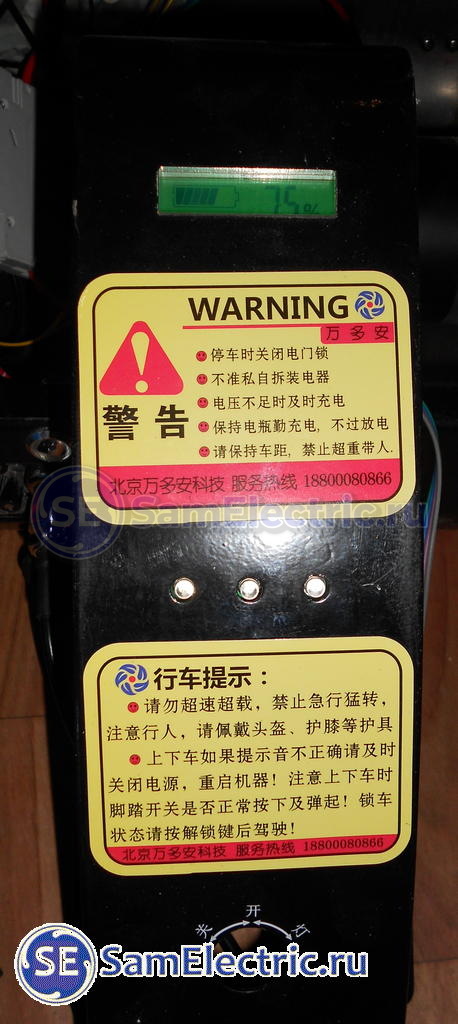 75%
WARNING
万多安
警告
停车时关闭电门锁
不准私自拆装电器
电压不足时及时充电
保持电瓶勤充电,不过放电
请保持车距,禁止超重带人.
北京万多安科技 服务热线 18800080866
SE SamElectric.ru
行车提示:
请勿超速超载,禁止急行猛转,
注意行人,请佩戴头盔、护膝等护具
上下车如果提示音不正确请及时
关闭电源,重启机器!注意上下车时
脚踏开关是否正常按下及弹起!锁车
状态请按解锁键后驾驶!
北京万多安科技 服务热线 18800080866
关 开
SE SamElectric.ru